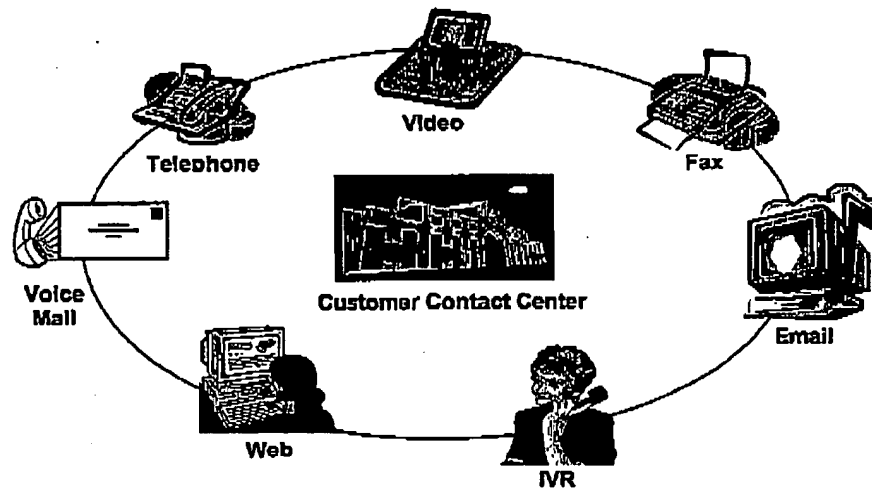 Video
Telephone
Fax
Customer Contact Center
Voice
Mail
Email
Web
IVR